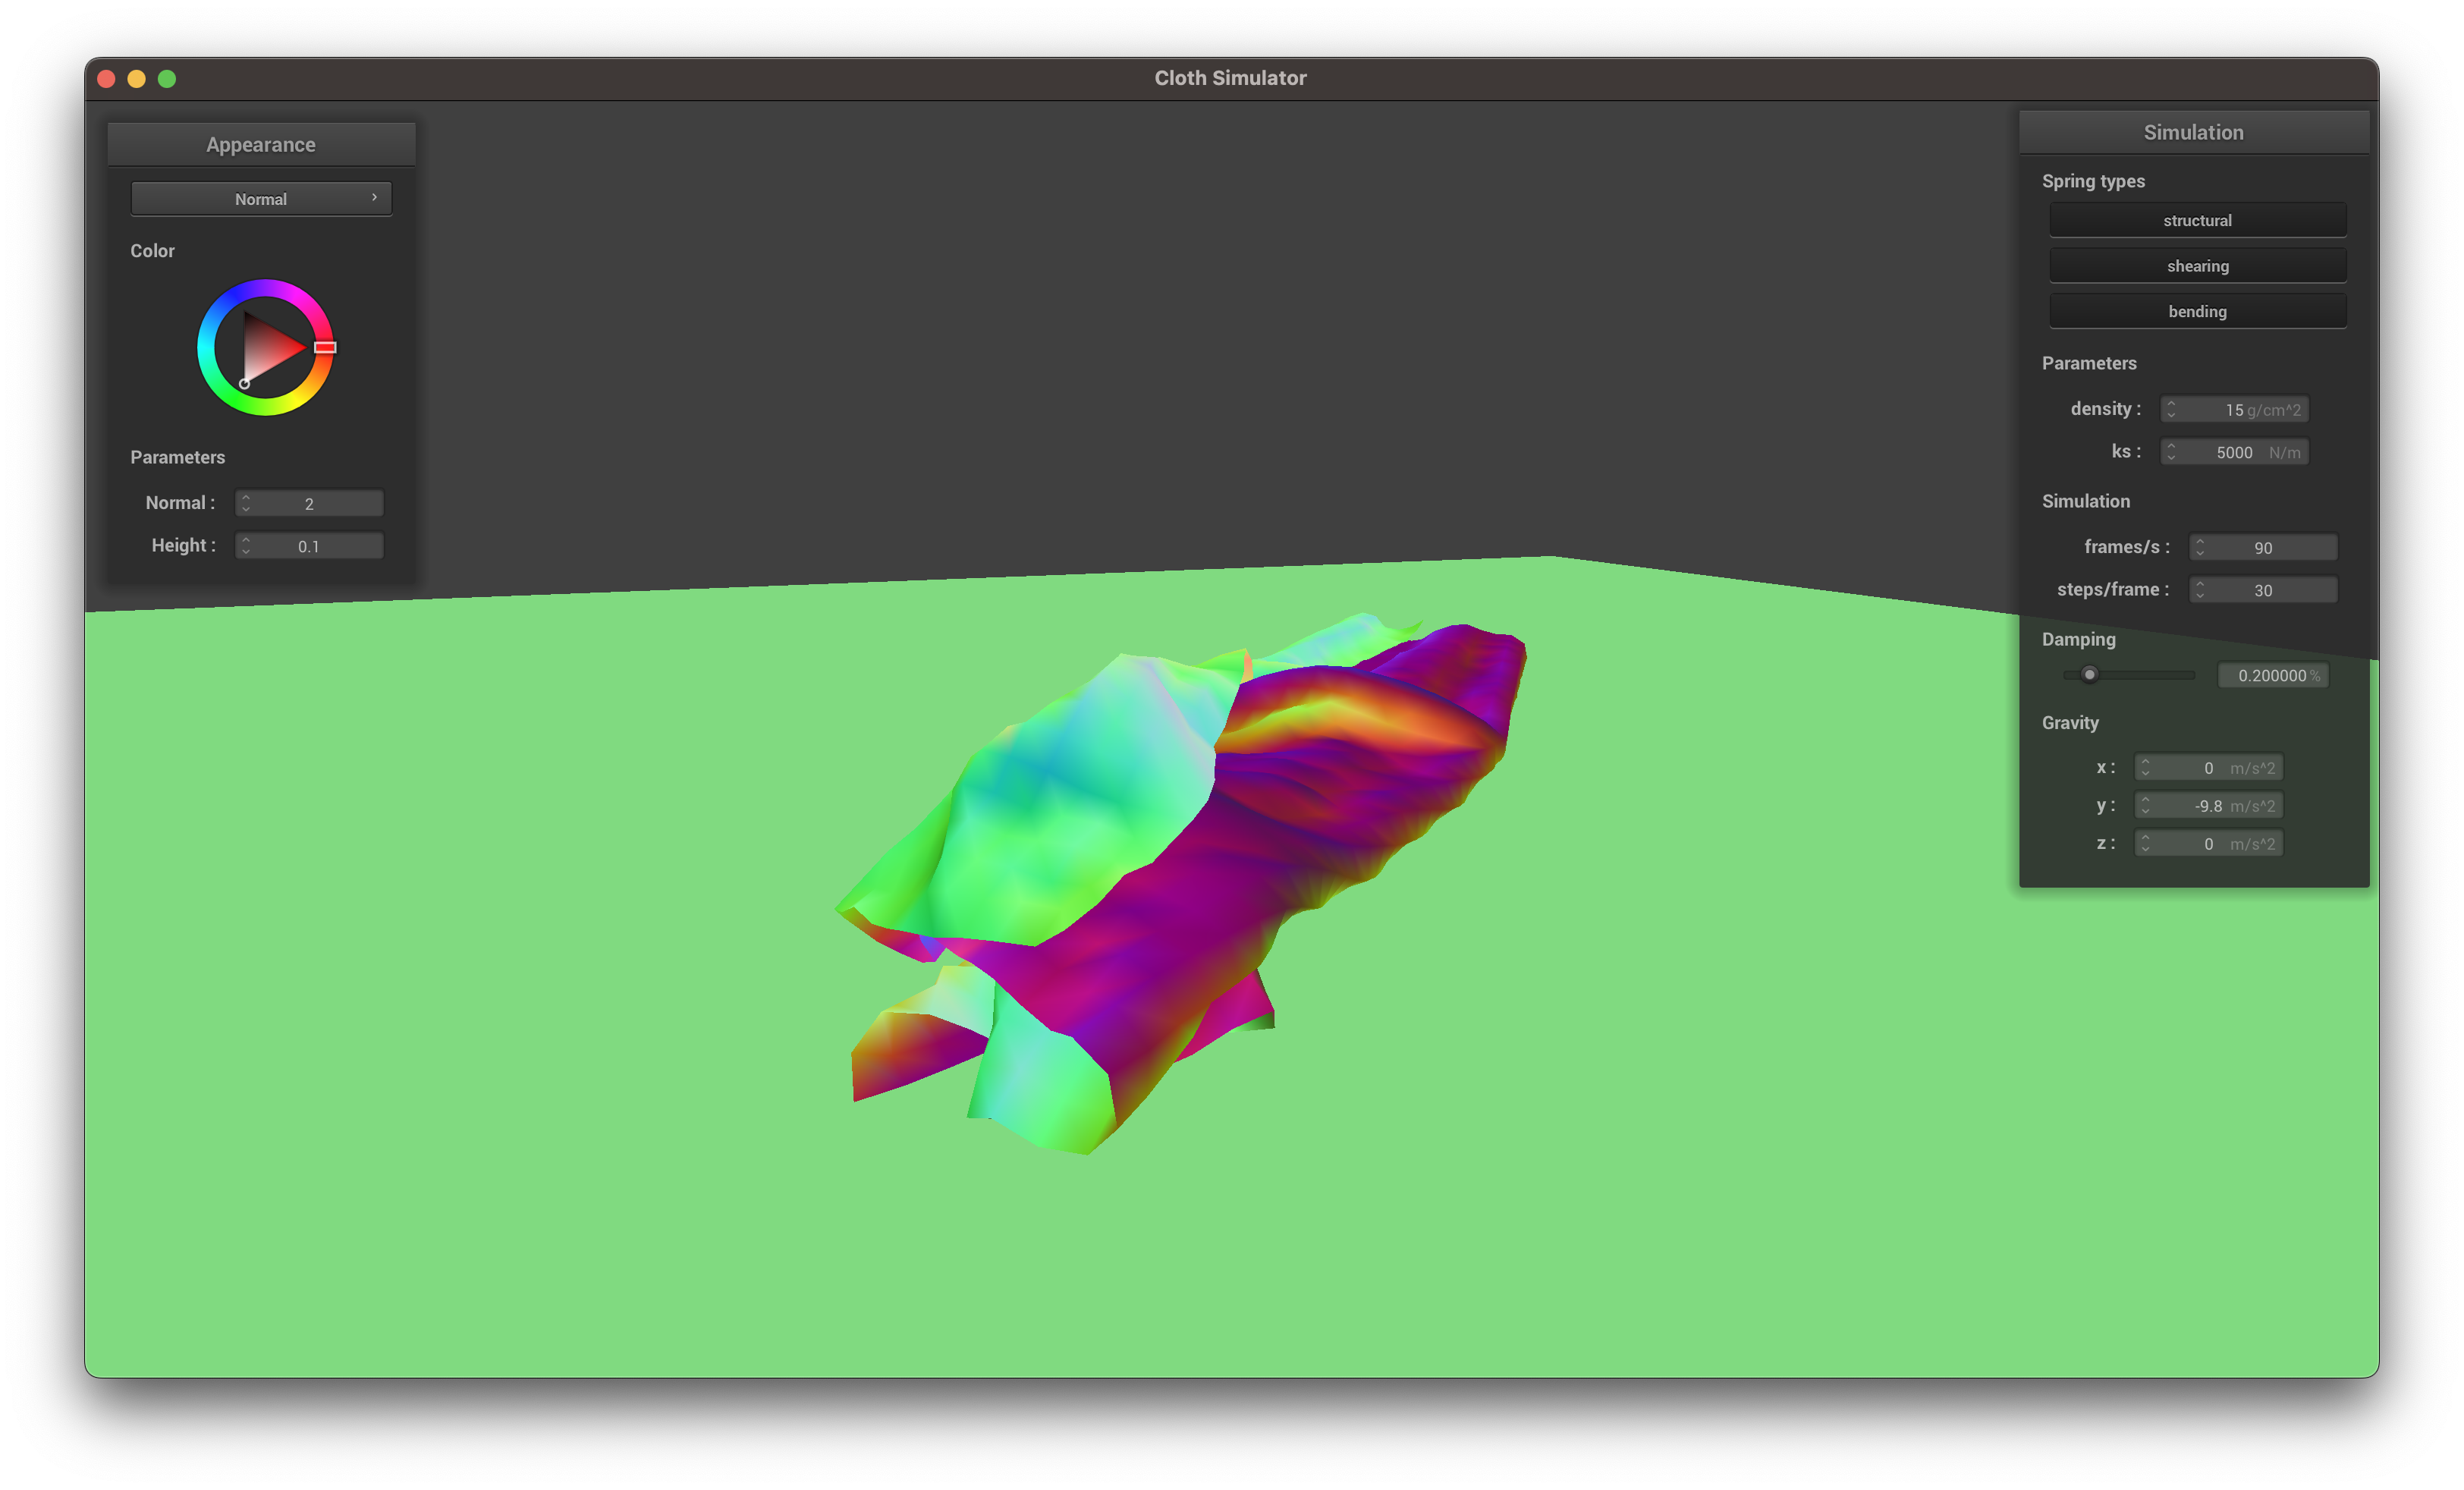 Cloth Simulator
Appearance
Normal
Color
Parameters
Normal : 2
Height : 0.1
Simulation
Spring types
structural
shearing
bending
Parameters
density : 15 g/cm^2
ks : 5000 N/m
Simulation
frames/s : 90
steps/frame : 30
Damping
0.200000 %
Gravity
x : 0 m/s^2
y : -9.8 m/s^2
z : 0 m/s^2